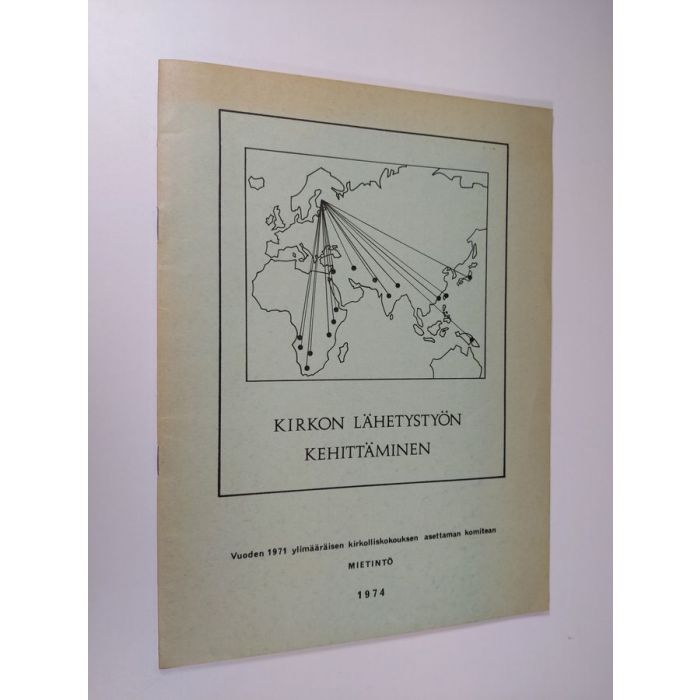 KIRKON LÄHETYSTYÖN
KEHITTÄMINEN
Vuoden 1971 ylimääräisen kirkolliskokouksen asettaman komitean
MIETINTÖ
1974